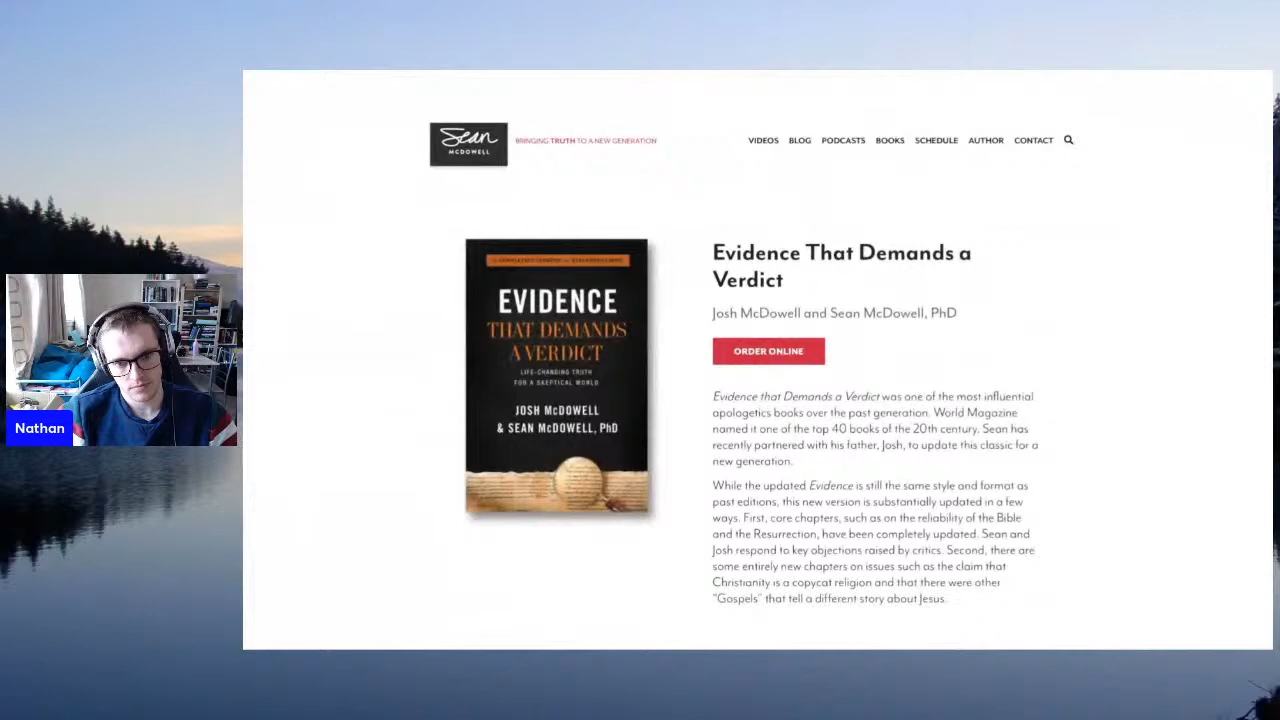 Sean
MCDOWELL
BRINGING TRUTH TO A NEW GENERATION
VIDEOS BLOG PODCASTS BOOKS SCHEDULE AUTHOR CONTACT
EVIDENCE
THAT DEMANDS
A VERDICT
LIFE-CHANGING TRUTH
FOR A SKEPTICAL WORLD
JOSH McDOWELL
& SEAN McDOWELL, PhD
Evidence That Demands a
Verdict
Josh McDowell and Sean McDowell, PhD
ORDER ONLINE
Evidence that Demands a Verdict was one of the most influential
apologetics books over the past generation. World Magazine
named it one of the top 40 books of the 20th century. Sean has
recently partnered with his father, Josh, to update this classic for a
new generation.
While the updated Evidence is still the same style and format as
past editions, this new version is substantially updated in a few
ways. First, core chapters, such as on the reliability of the Bible
and the Resurrection, have been completely updated. Sean and
Josh respond to key objections raised by critics. Second, there are
some entirely new chapters on issues such as the claim that
Christianity is a copycat religion and that there were other
"Gospels" that tell a different story about Jesus.
Nathan